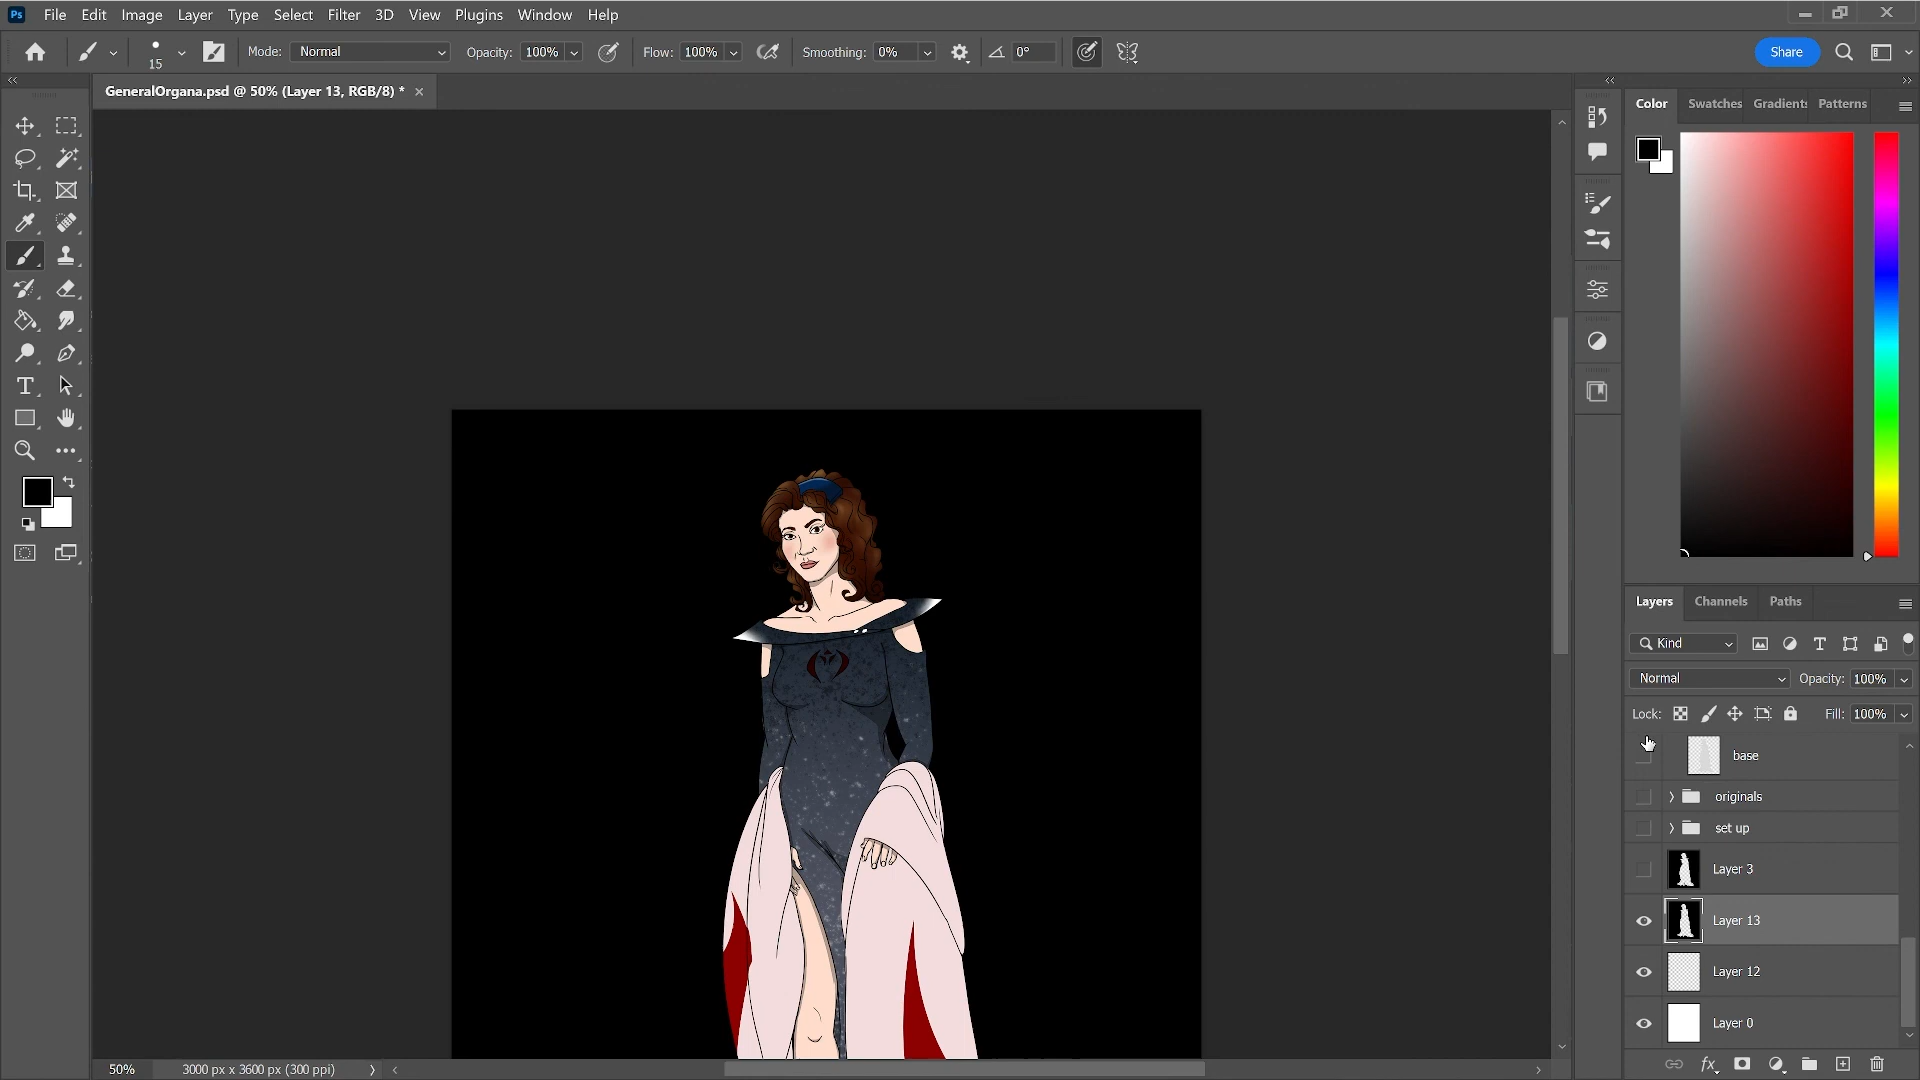 Ps File Edit Image Layer Type Select Filter 3D View Plugins Window Help
15 Mode: Normal Opacity: 100% Flow: 100% Smoothing: 0% 0° Share
GeneralOrgana.psd @ 50% (Layer 13, RGB/8) *
Color Swatches Gradients Patterns
Layers Channels Paths
Kind
Normal Opacity: 100%
Lock: Fill: 100%
base
originals
set up
Layer 3
Layer 13
Layer 12
Layer 0
50% 3000 px x 3600 px (300 ppi)